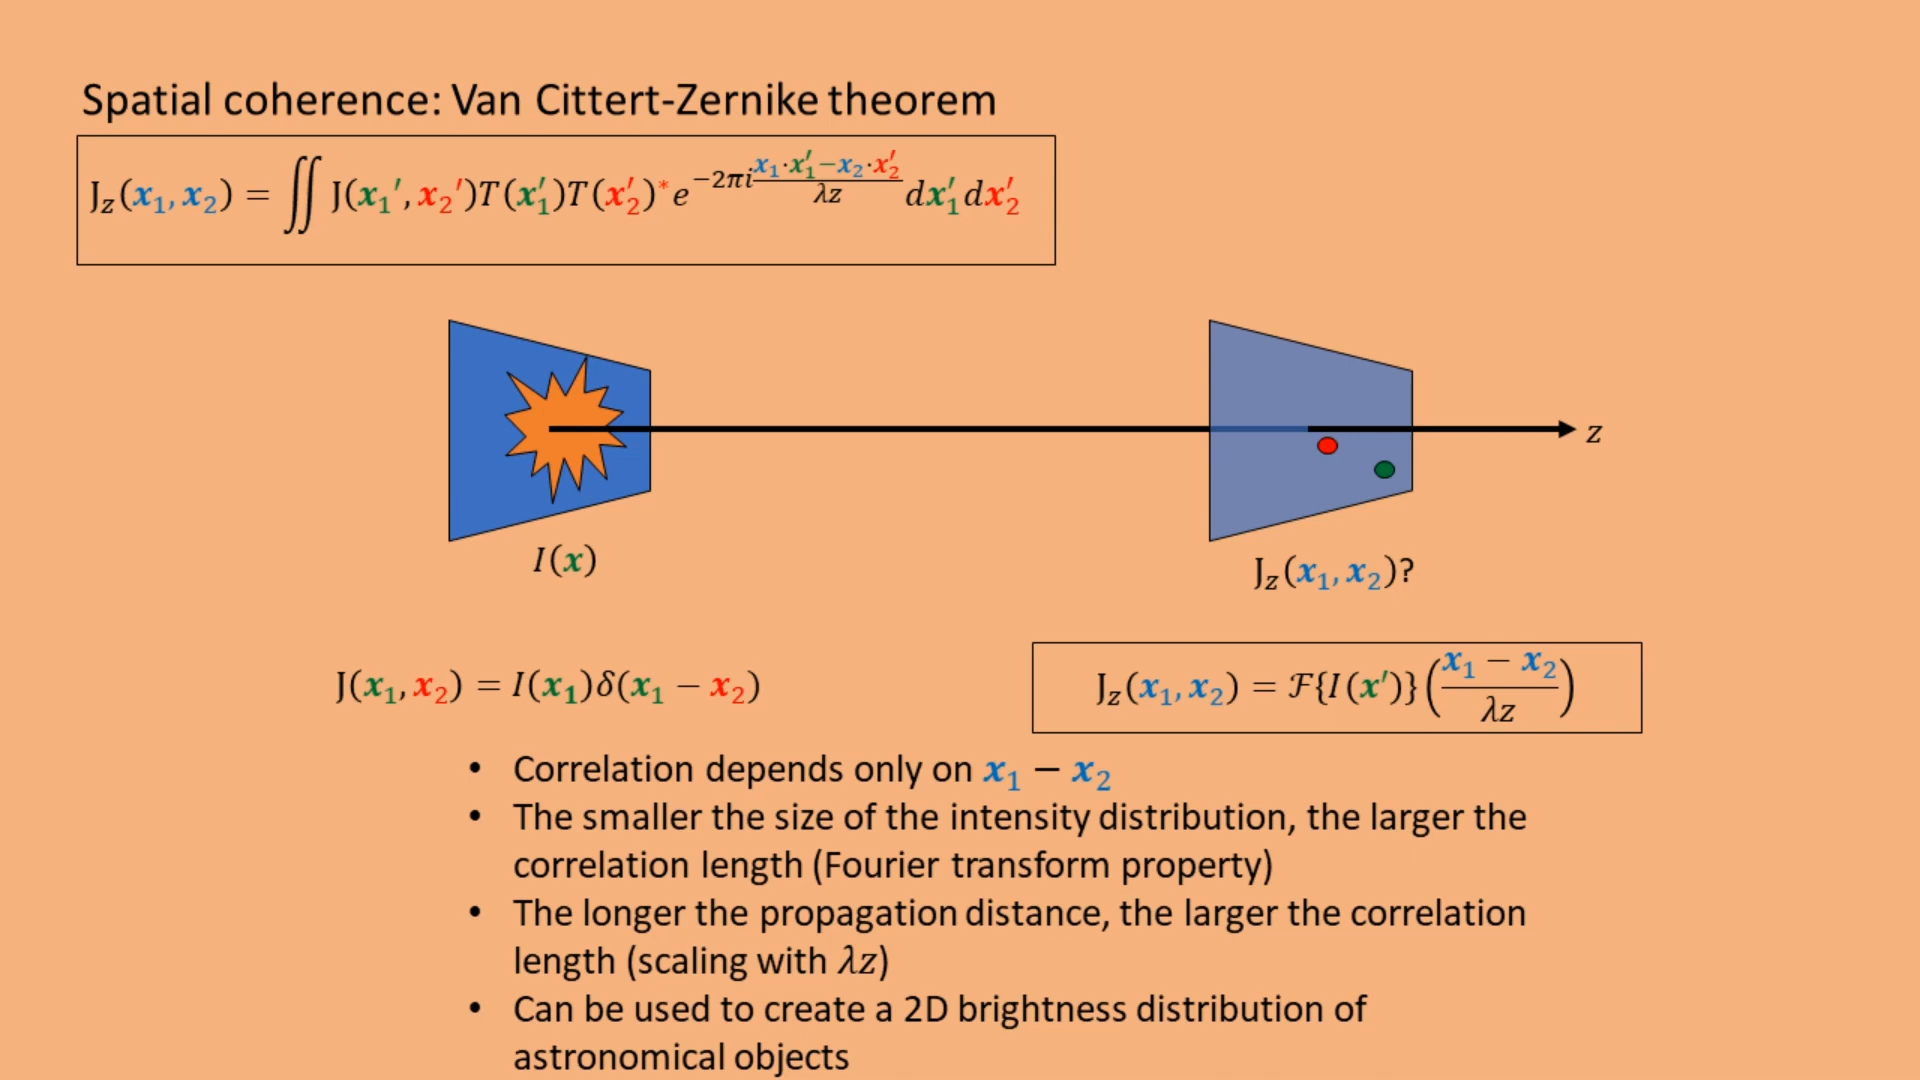 Spatial coherence: Van Cittert-Zernike theorem
J_z(x_1, x_2) = ∬ J(x_1′, x_2′)T(x_1′)T(x_2′)* e^{−2πi (x_1·x_1′−x_2·x_2′)/λz} dx_1′dx_2′
z
I(x)
J_z(x_1, x_2)?
J(x_1, x_2) = I(x_1)δ(x_1 − x_2)
J_z(x_1, x_2) = ℱ{I(x′)}((x_1 − x_2)/λz)
• Correlation depends only on x_1 − x_2
• The smaller the size of the intensity distribution, the larger the
correlation length (Fourier transform property)
• The longer the propagation distance, the larger the correlation
length (scaling with λz)
• Can be used to create a 2D brightness distribution of
astronomical objects